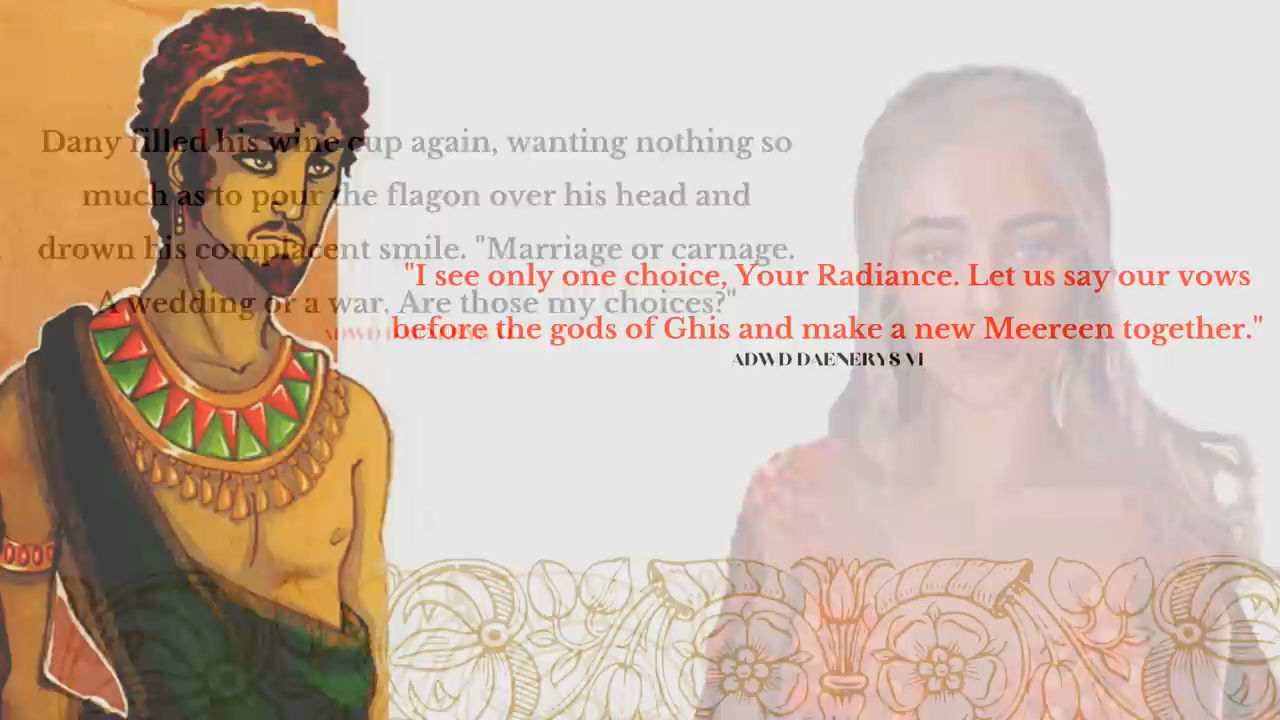 Dany filled his wine cup again, wanting nothing so
much as to pour the flagon over his head and
drown his complacent smile. "Marriage or carnage.
A wedding or a war. Are those my choices?"
ADWD DAENERYS VI
"I see only one choice, Your Radiance. Let us say our vows
before the gods of Ghis and make a new Meereen together."
ADWD DAENERYS VI